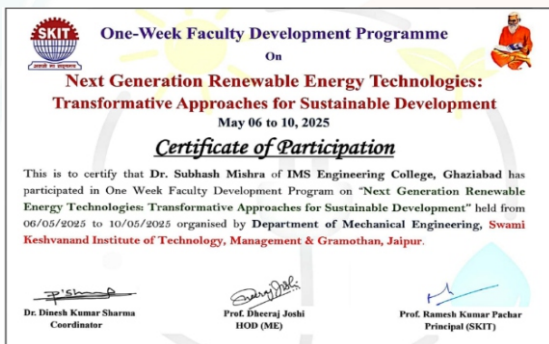 SKIT
One-Week Faculty Development Programme
On
Next Generation Renewable Energy Technologies:
Transformative Approaches for Sustainable Development
May 06 to 10, 2025
Certificate of Participation
This is to certify that Dr. Subhash Mishra of IMS Engineering College, Ghaziabad has
participated in One Week Faculty Development Program on "Next Generation Renewable
Energy Technologies: Transformative Approaches for Sustainable Development" held from
06/05/2025 to 10/05/2025 organised by Department of Mechanical Engineering, Swami
Keshvanand Institute of Technology, Management & Gramothan, Jaipur.
Dr. Dinesh Kumar Sharma
Coordinator
Prof. Dheeraj Joshi
HOD (ME)
Prof. Ramesh Kumar Pachar
Principal (SKIT)